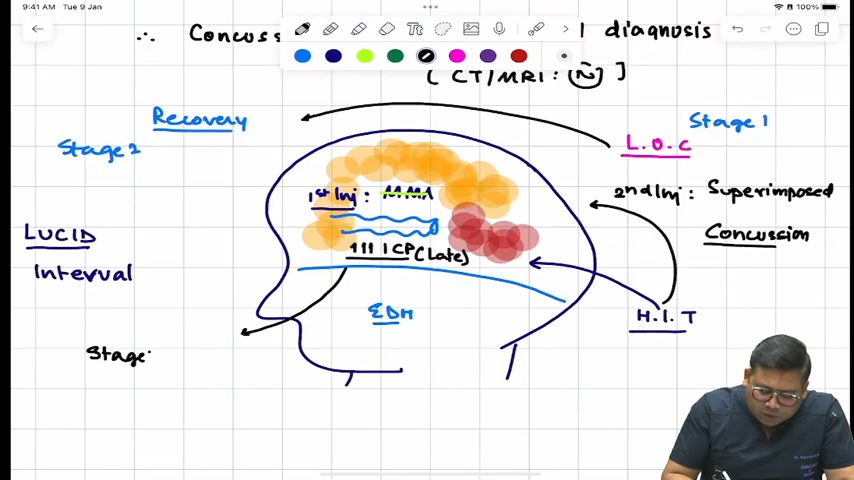 9:41 AM Tue 9 Jan
100%
∴ Concuss
l diagnosis
[ CT/MRI : N ]
Recovery
Stage 1
Stage 2
L.O.C
1st Inj : MMA
2nd Inj : Superimposed
LUCID
Concussion
↑↑↑ ICP (Late)
Interval
EDH
H.I.T
Stage